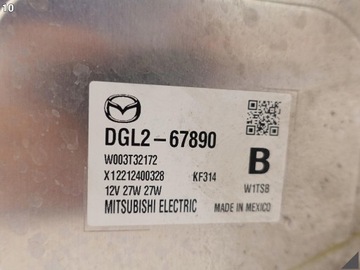 10
DGL2-67890
W003T32172
X12212400328 KF314
12V 27W 27W
MITSUBISHI ELECTRIC
B
W1TSB
MADE IN MEXICO